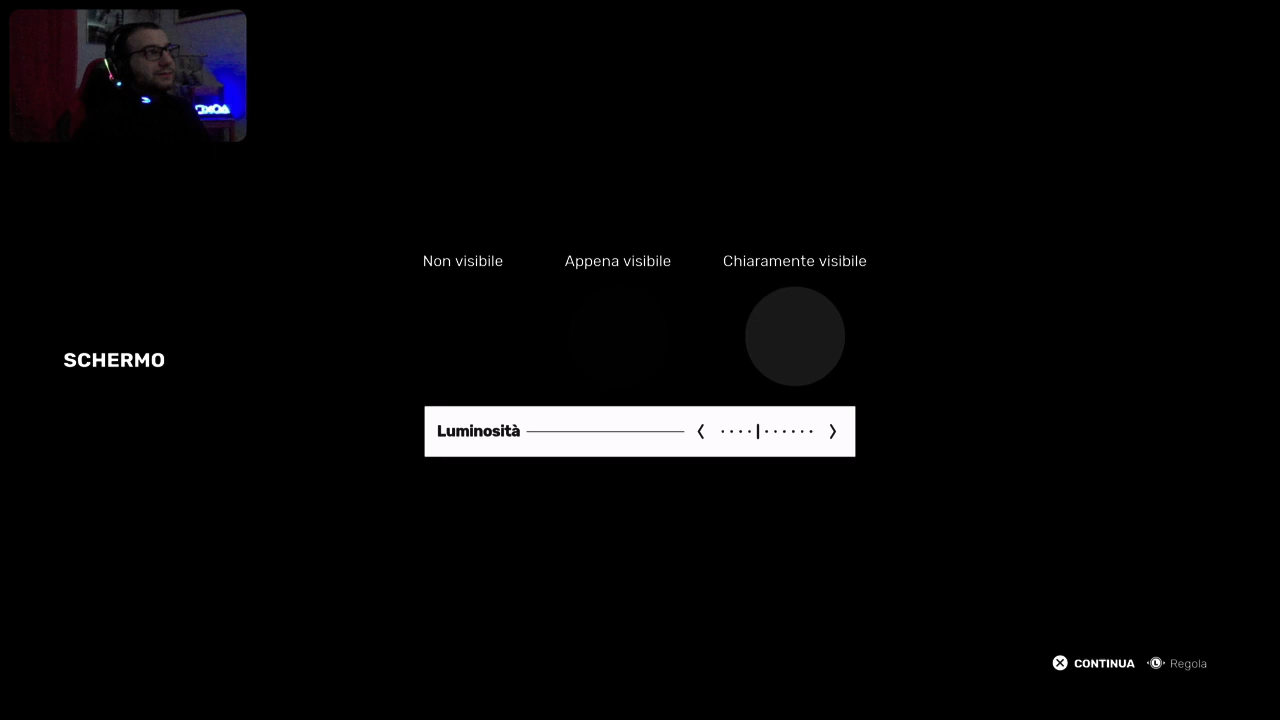 Non visibile
Appena visibile
Chiaramente visibile
SCHERMO
Luminosità
CONTINUA
L
Regola